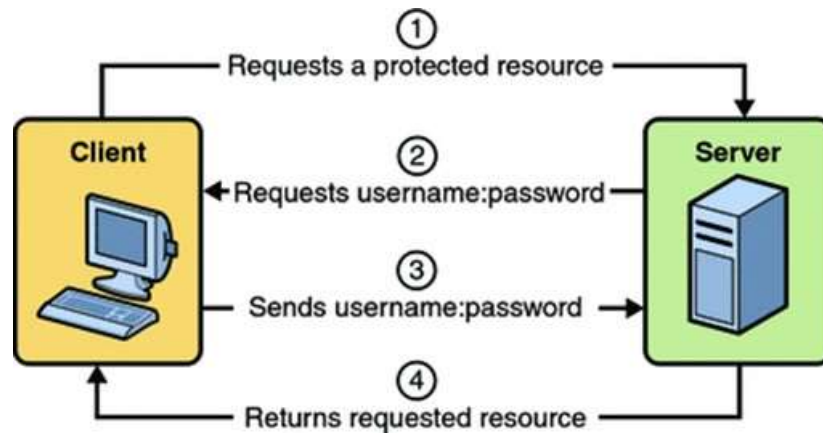 1
Requests a protected resource
Client
Server
2
Requests username:password
3
Sends username:password
4
Returns requested resource